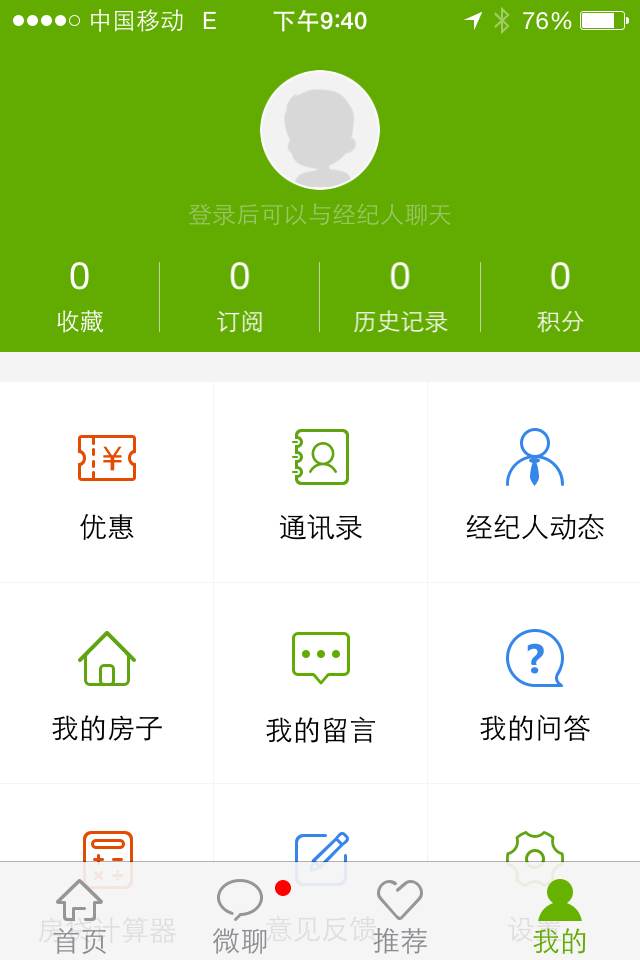 中国移动 E 下午9:40 76%
登录后可以与经纪人聊天
0 0 0 0
收藏 订阅 历史记录 积分
¥
优惠 通讯录 经纪人动态
?
我的房子 我的留言 我的问答
房贷计算器 意见反馈 设置
首页 微聊 推荐 我的